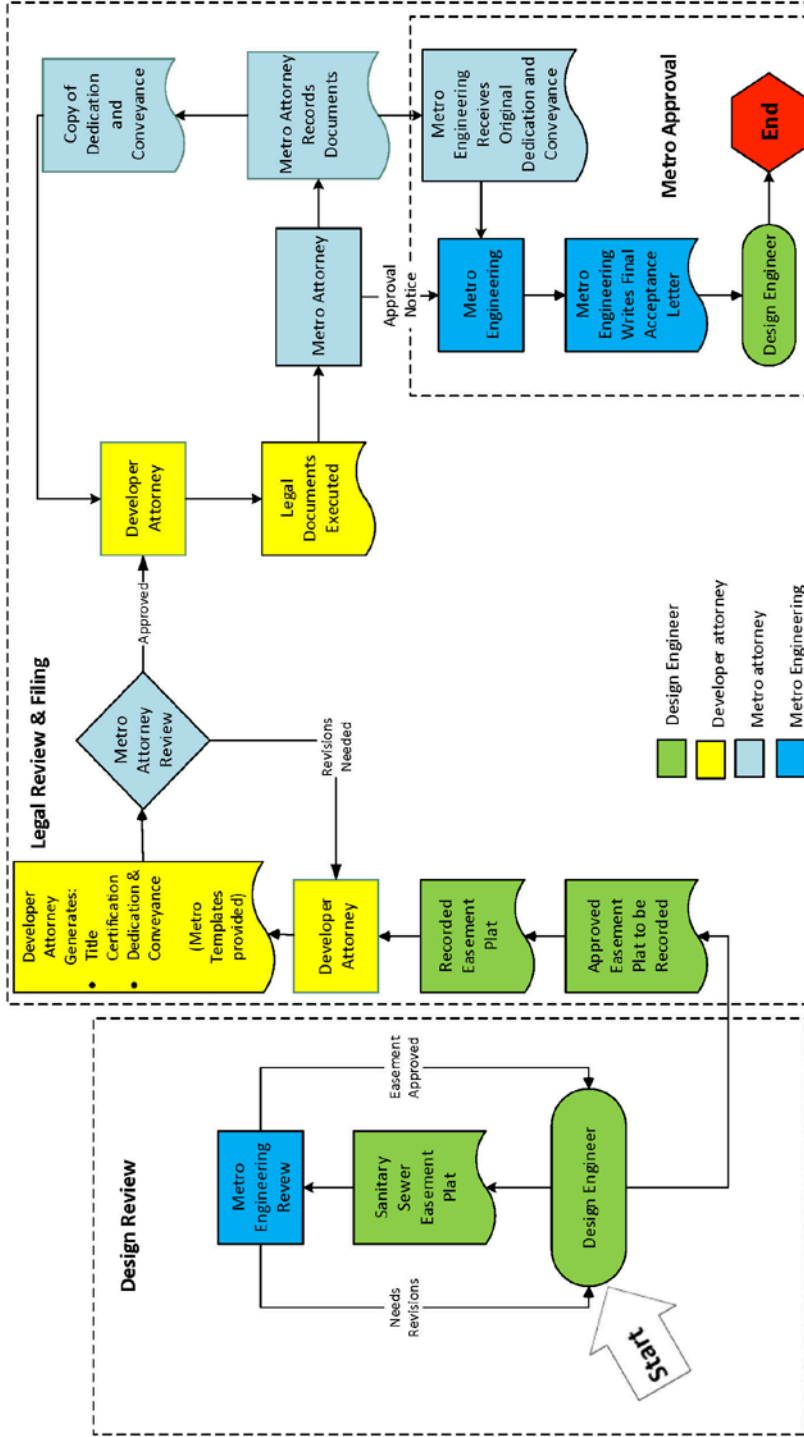 Design Review
Metro
Engineering
Revew
Needs
Revisions
Easement
Approved
Sanitary
Sewer
Easement
Plat
Design Engineer
Start
Legal Review & Filing
Developer
Attorney
Generates:
• Title
Certification
• Dedication &
Conveyance
(Metro
Templates
provided)
Metro
Attorney
Review
Approved
Revisions
Needed
Developer
Attorney
Recorded
Easement
Plat
Approved
Easement
Plat to be
Recorded
Developer
Attorney
Legal
Documents
Executed
Metro Attorney
Approval
Notice
Copy of
Dedication
and
Conveyance
Metro Attorney
Records
Documents
Metro
Engineering
Receives
Original
Dedication and
Conveyance
Metro
Engineering
Metro
Engineering
Writes Final
Acceptance
Letter
Design Engineer
End
Metro Approval
Design Engineer
Developer attorney
Metro attorney
Metro Engineering